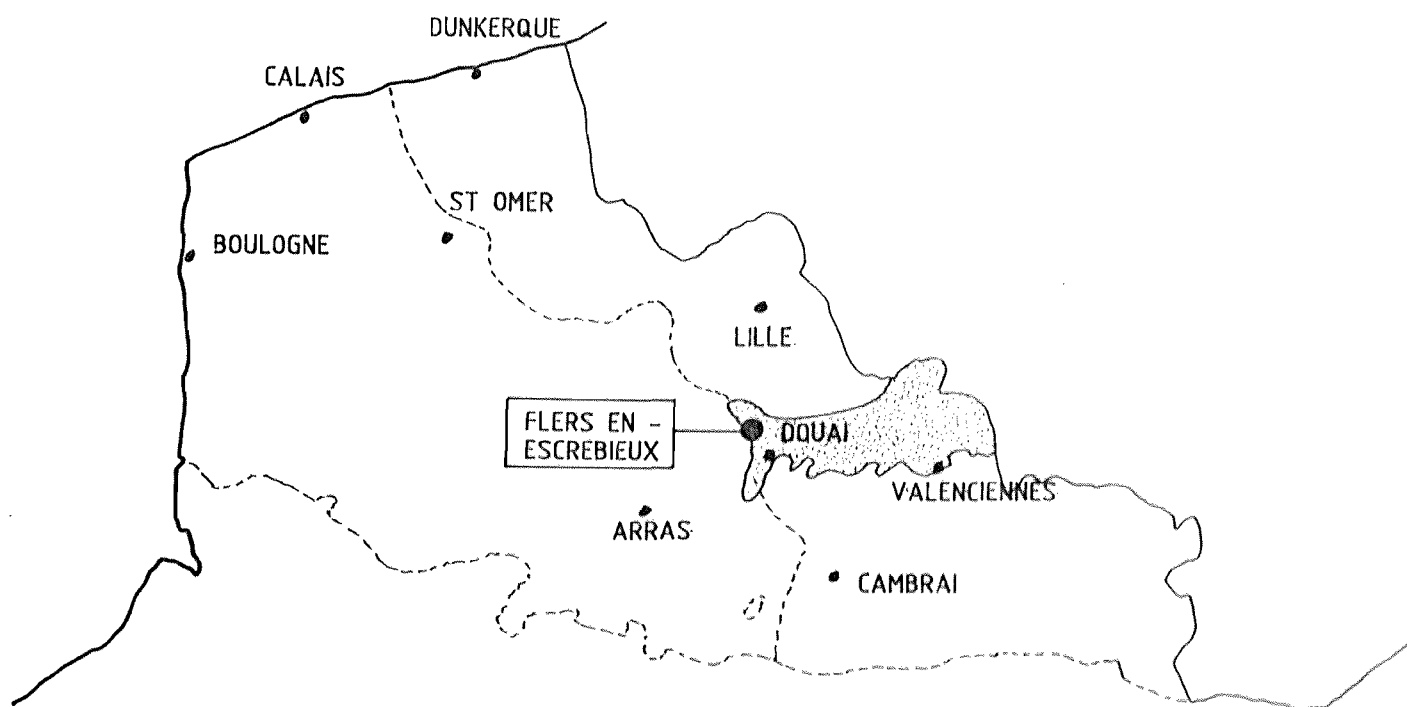 DUNKERQUE
CALAIS
ST OMER
BOULOGNE
LILLE
FLERS EN -
ESCREBIEUX
DOUAI
VALENCIENNES
ARRAS
CAMBRAI